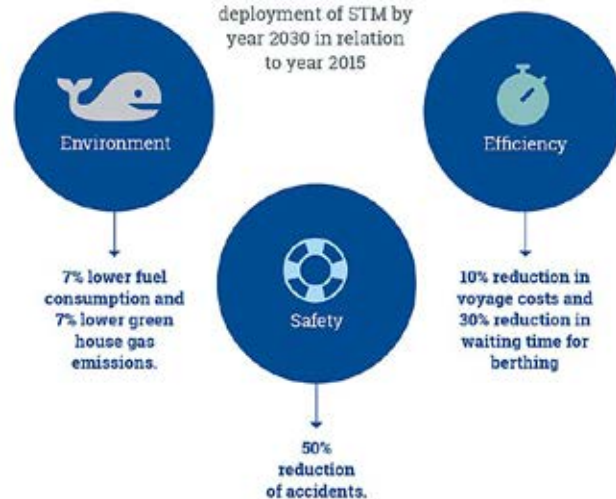 deployment of STM by
year 2030 in relation
to year 2015
Environment
7% lower fuel
consumption and
7% lower green
house gas
emissions.
Safety
50%
reduction
of accidents.
Efficiency
10% reduction in
voyage costs and
30% reduction in
waiting time for
berthing